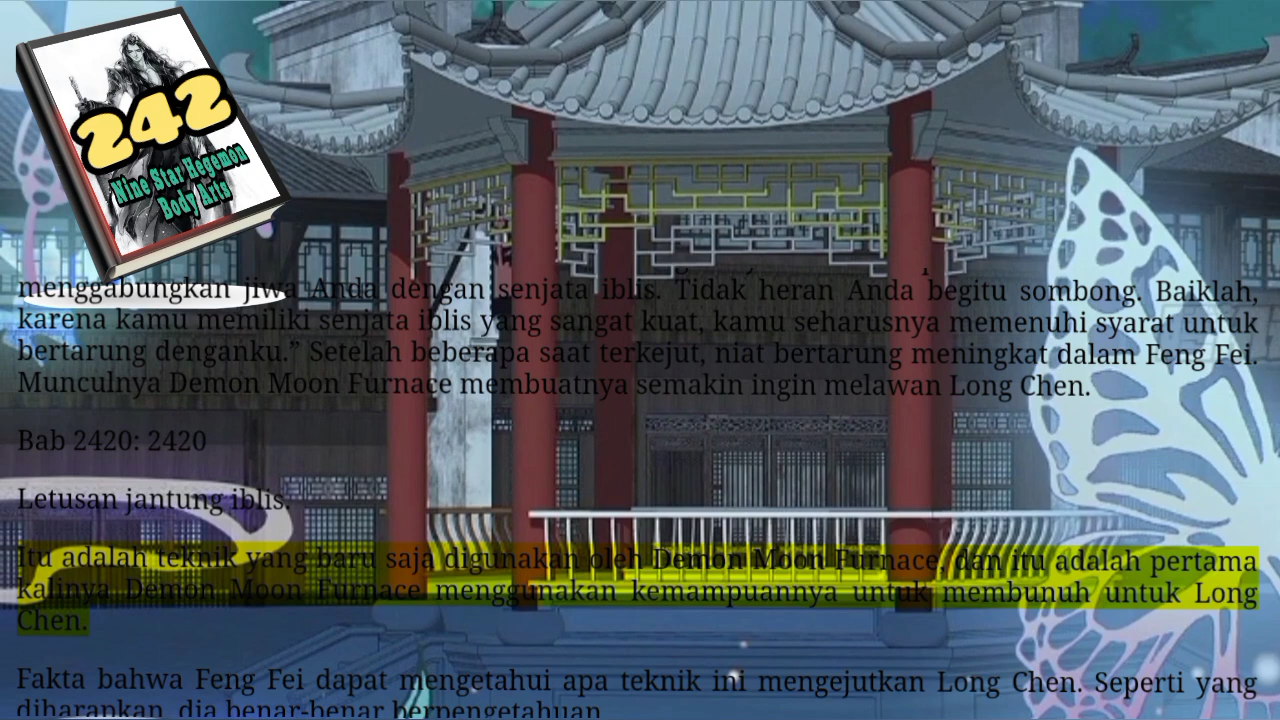 242
Nine Star Hegemon
Body Arts
menggabungkan jiwa Anda dengan senjata iblis. Tidak heran Anda begitu sombong. Baiklah,
karena kamu memiliki senjata iblis yang sangat kuat, kamu seharusnya memenuhi syarat untuk
bertarung denganku.” Setelah beberapa saat terkejut, niat bertarung meningkat dalam Feng Fei.
Munculnya Demon Moon Furnace membuatnya semakin ingin melawan Long Chen.
Bab 2420: 2420
Letusan jantung iblis.
Itu adalah teknik yang baru saja digunakan oleh Demon Moon Furnace, dan itu adalah pertama
kalinya Demon Moon Furnace menggunakan kemampuannya untuk membunuh untuk Long
Chen.
Fakta bahwa Feng Fei dapat mengetahui apa teknik ini mengejutkan Long Chen. Seperti yang
diharapkan, dia benar-benar berpengetahuan